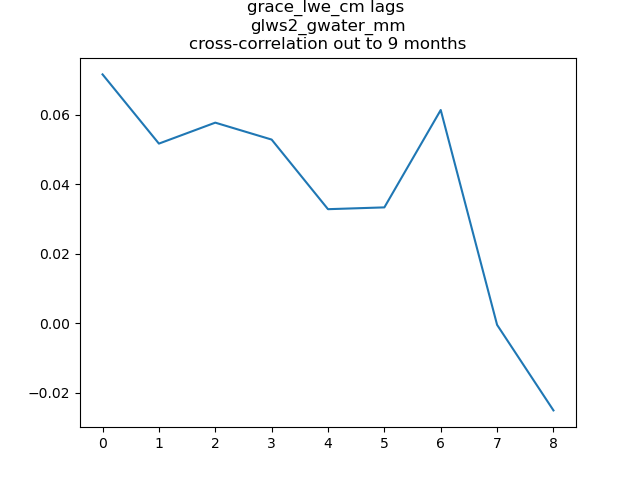 grace_lwe_cm lags
glws2_gwater_mm
cross-correlation out to 9 months
0.06
0.04
0.02
0.00
−0.02
0 1 2 3 4 5 6 7 8